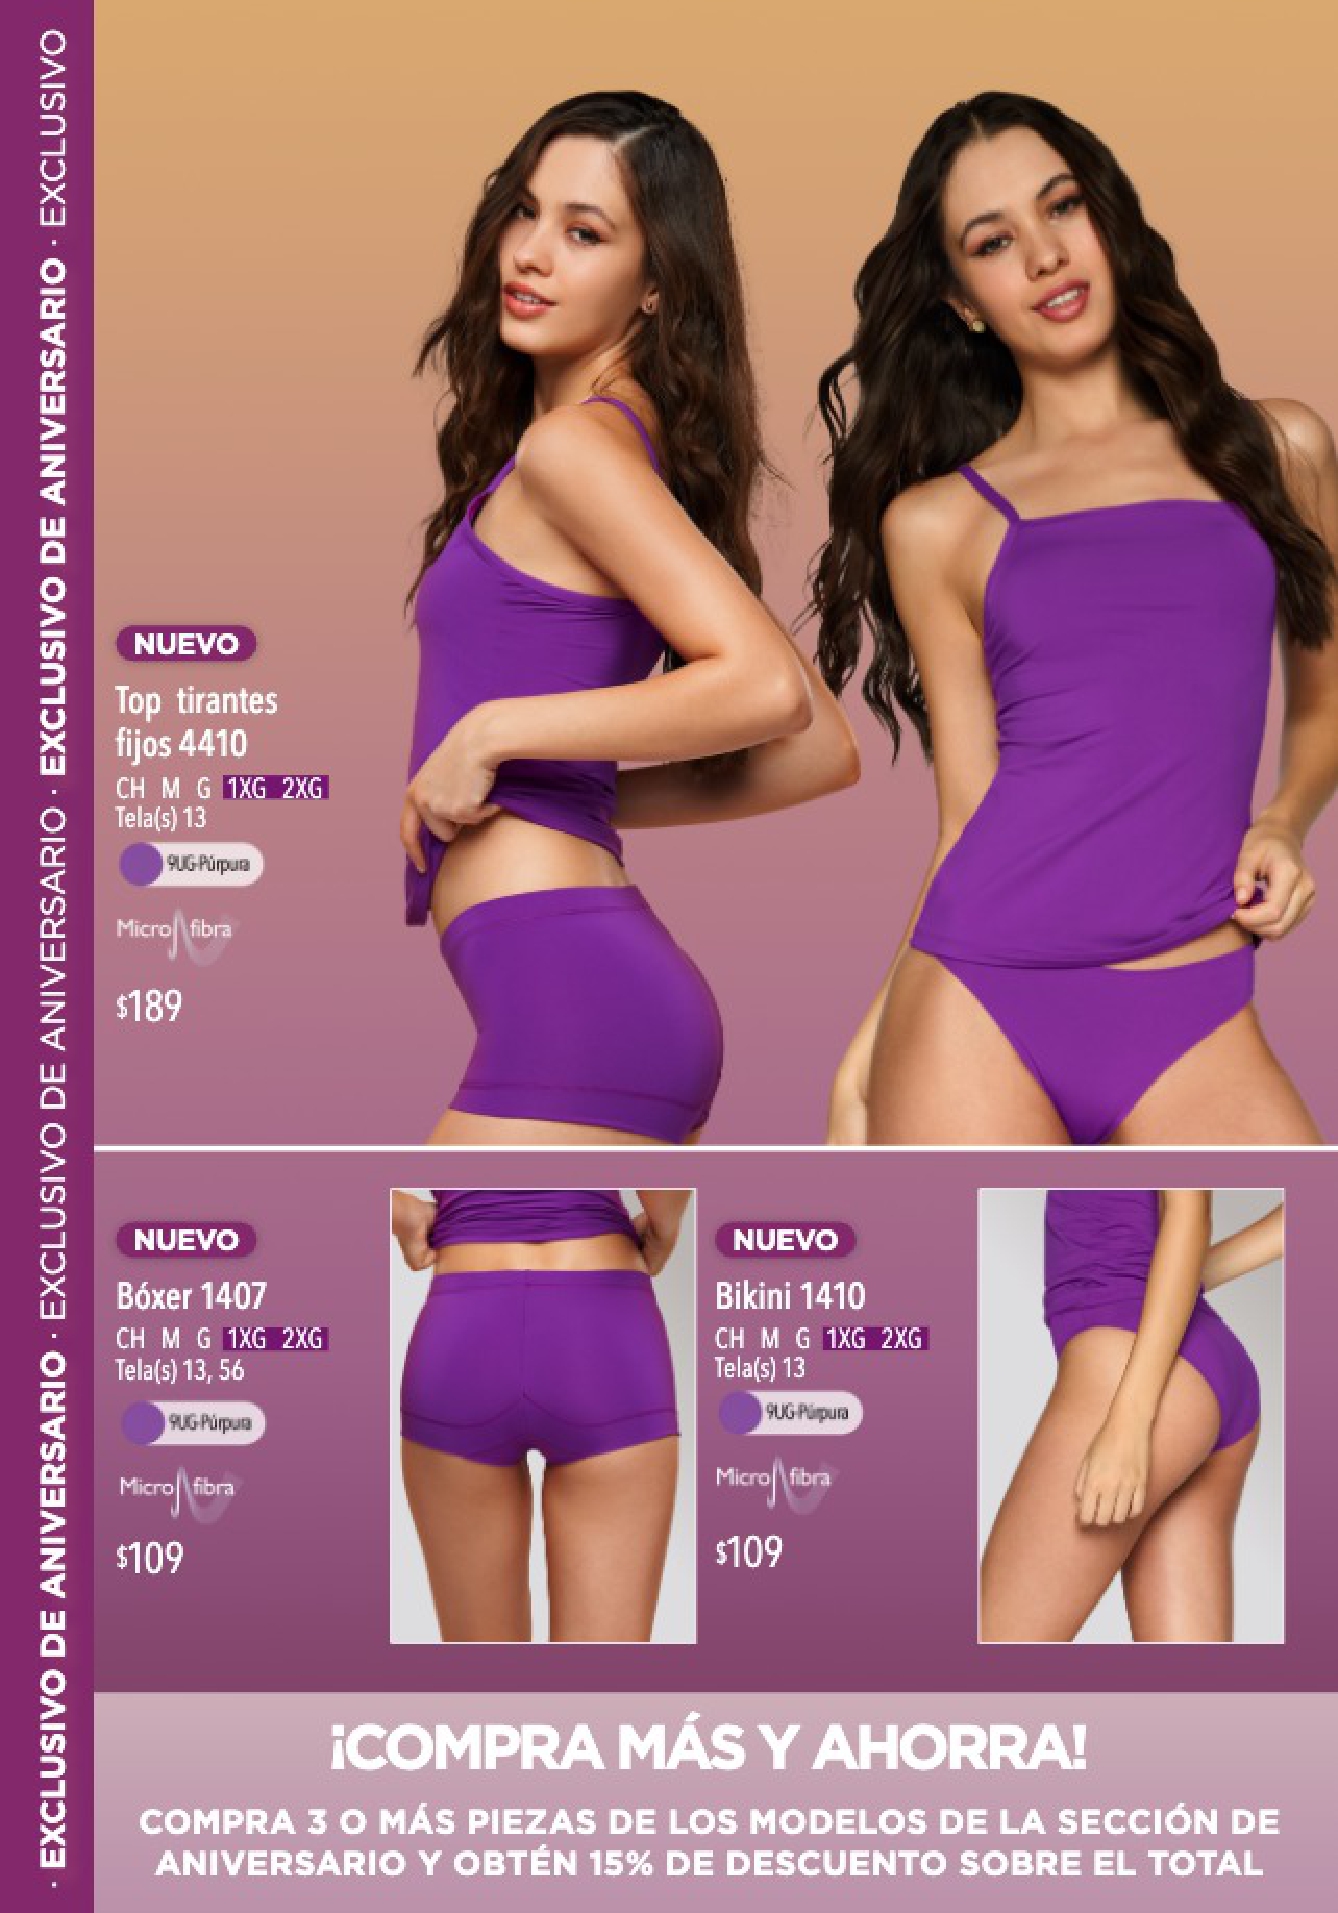 · EXCLUSIVO DE ANIVERSARIO · EXCLUSIVO DE ANIVERSARIO · EXCLUSIVO DE ANIVERSARIO · EXCLUSIVO
NUEVO
Top tirantes
fijos 4410
CH M G 1XG 2XG
Tela(s) 13
9UG-Púrpura
Micro fibra
$189
NUEVO
Bóxer 1407
CH M G 1XG 2XG
Tela(s) 13, 56
9UG-Púrpura
Micro fibra
$109
NUEVO
Bikini 1410
CH M G 1XG 2XG
Tela(s) 13
9UG-Púrpura
Micro fibra
$109
¡COMPRA MÁS Y AHORRA!
COMPRA 3 O MÁS PIEZAS DE LOS MODELOS DE LA SECCIÓN DE
ANIVERSARIO Y OBTÉN 15% DE DESCUENTO SOBRE EL TOTAL